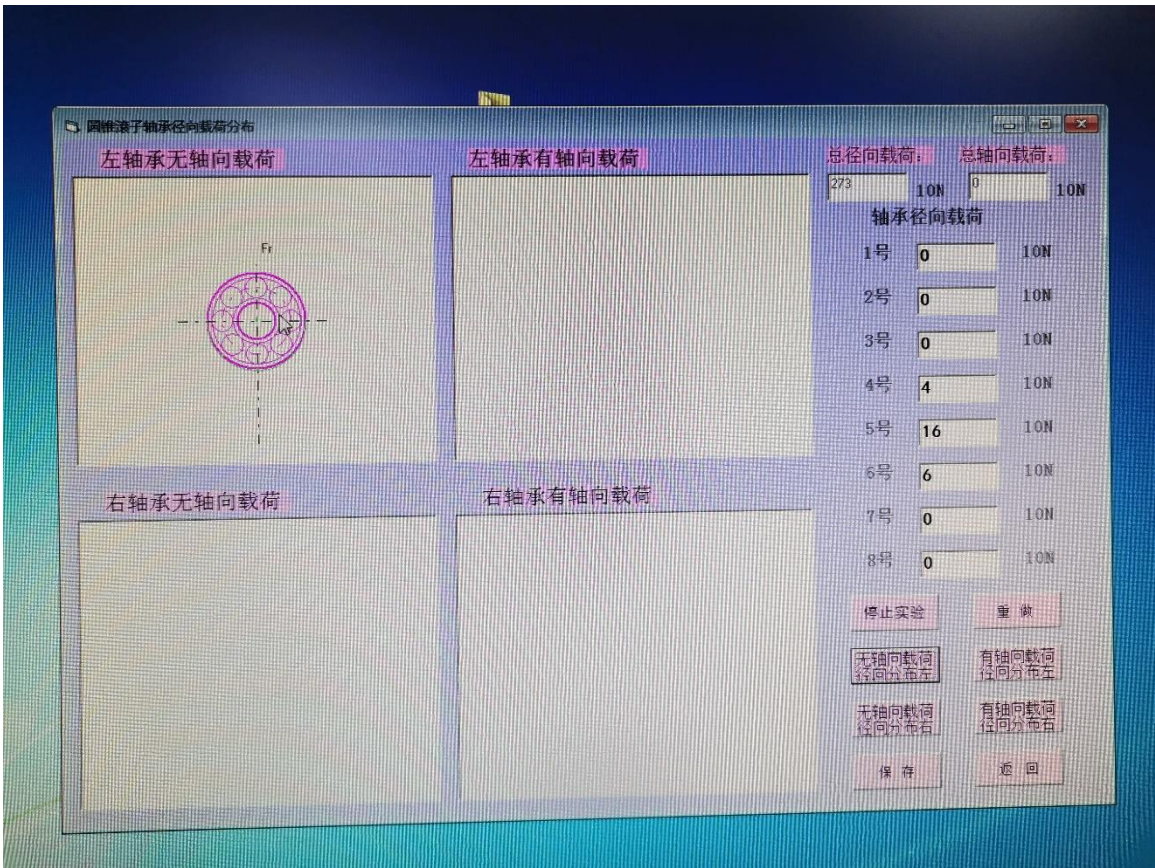 圆锥滚子轴承径向载荷分布
左轴承无轴向载荷
左轴承有轴向载荷
总径向载荷：
总轴向载荷：
273
10N
0
10N
轴承径向载荷
Fr
1号 0 10N
2号 0 10N
3号 0 10N
4号 4 10N
5号 16 10N
6号 6 10N
7号 0 10N
8号 0 10N
右轴承无轴向载荷
右轴承有轴向载荷
停止实验
重 做
无轴向载荷
径向分布左
有轴向载荷
径向分布左
无轴向载荷
径向分布右
有轴向载荷
径向分布右
保 存
返 回